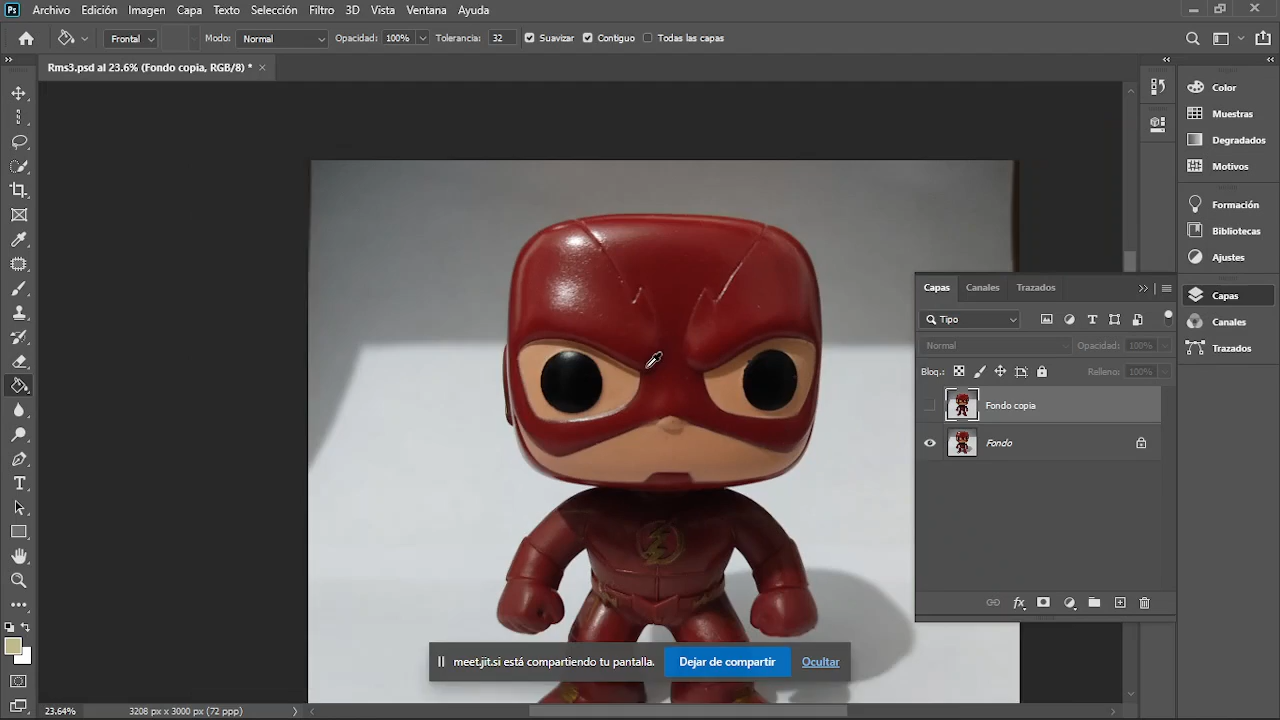 Ps Archivo Edición Imagen Capa Texto Selección Filtro 3D Vista Ventana Ayuda
Frontal Modo: Normal Opacidad: 100% Tolerancia: 32 Suavizar Contiguo Todas las capas
Rms3.psd al 23.6% (Fondo copia, RGB/8) *
Color
Muestras
Degradados
Motivos
Formación
Bibliotecas
Ajustes
Capas
Canales
Trazados
Capas Canales Trazados
Tipo
Normal Opacidad: 100%
Bloq.: Relleno: 100%
Fondo copia
Fondo
fx
meet.jit.si está compartiendo tu pantalla. Dejar de compartir Ocultar
23.64% 3208 px x 3000 px (72 ppp)